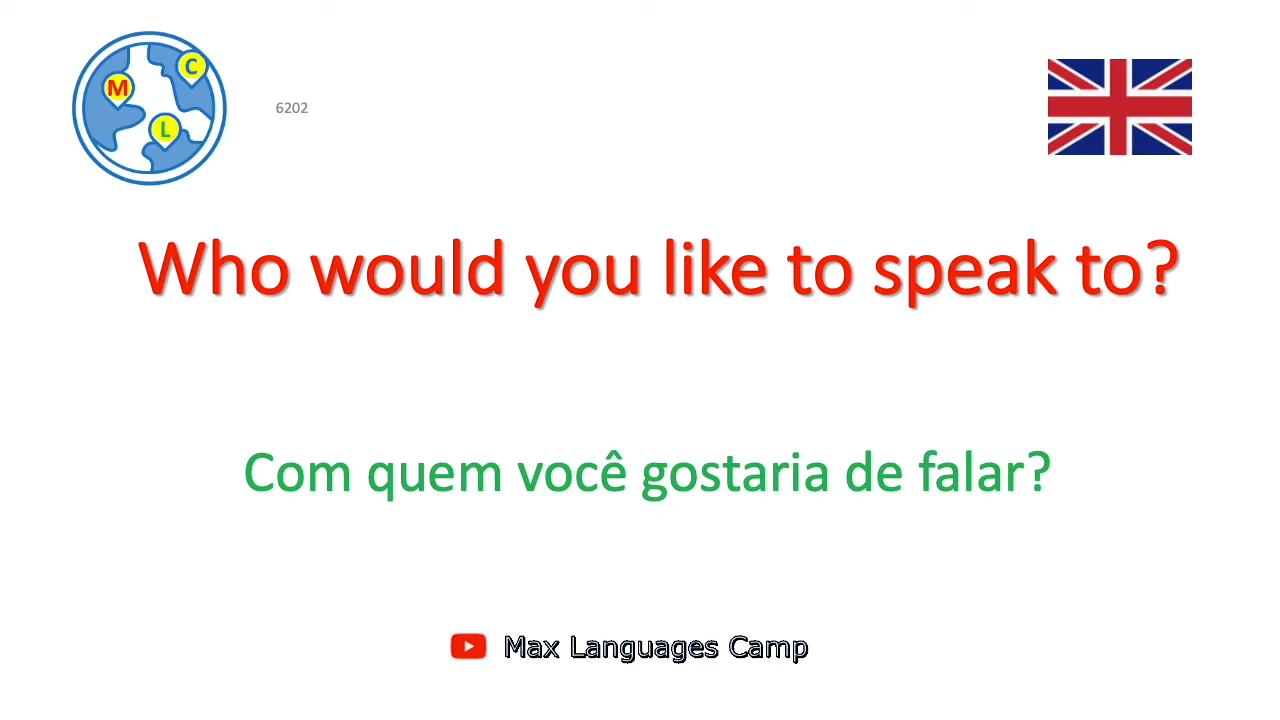 M
C
L
6202
Who would you like to speak to?
Com quem você gostaria de falar?
Max Languages Camp